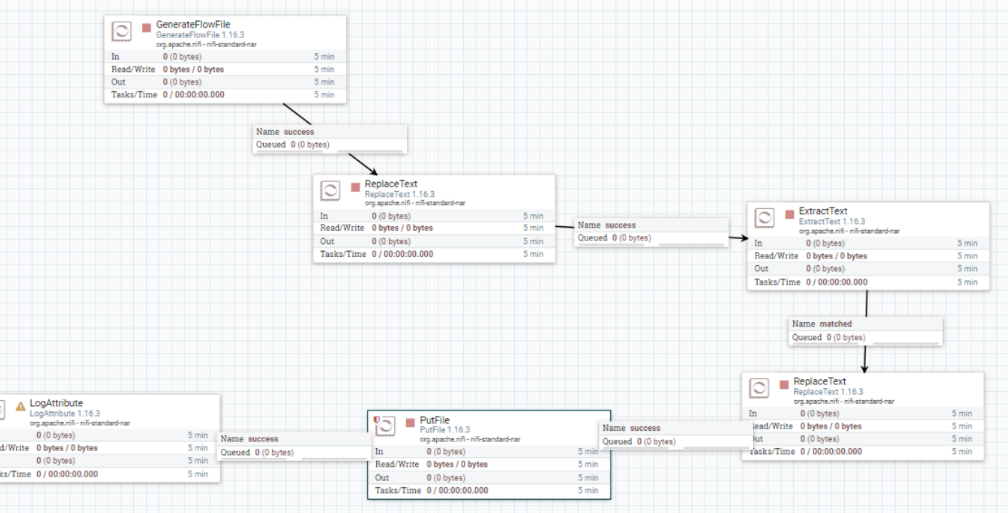 GenerateFlowFile
GenerateFlowFile 1.16.3
org.apache.nifi - nifi-standard-nar
In 0 (0 bytes) 5 min
Read/Write 0 bytes / 0 bytes 5 min
Out 0 (0 bytes) 5 min
Tasks/Time 0 / 00:00:00.000 5 min
Name success
Queued 0 (0 bytes)
ReplaceText
ReplaceText 1.16.3
org.apache.nifi - nifi-standard-nar
In 0 (0 bytes) 5 min
Read/Write 0 bytes / 0 bytes 5 min
Out 0 (0 bytes) 5 min
Tasks/Time 0 / 00:00:00.000 5 min
Name success
Queued 0 (0 bytes)
ExtractText
ExtractText 1.16.3
org.apache.nifi - nifi-standard-nar
In 0 (0 bytes) 5 min
Read/Write 0 bytes / 0 bytes 5 min
Out 0 (0 bytes) 5 min
Tasks/Time 0 / 00:00:00.000 5 min
Name matched
Queued 0 (0 bytes)
ReplaceText
ReplaceText 1.16.3
org.apache.nifi - nifi-standard-nar
In 0 (0 bytes) 5 min
Read/Write 0 bytes / 0 bytes 5 min
Out 0 (0 bytes) 5 min
Tasks/Time 0 / 00:00:00.000 5 min
Name success
Queued 0 (0 bytes)
PutFile
PutFile 1.16.3
org.apache.nifi - nifi-standard-nar
In 0 (0 bytes) 5 min
Read/Write 0 bytes / 0 bytes 5 min
Out 0 (0 bytes) 5 min
Tasks/Time 0 / 00:00:00.000 5 min
Name success
Queued 0 (0 bytes)
LogAttribute
LogAttribute 1.16.3
org.apache.nifi - nifi-standard-nar
0 (0 bytes) 5 min
d/Write 0 bytes / 0 bytes 5 min
0 (0 bytes) 5 min
ks/Time 0 / 00:00:00.000 5 min